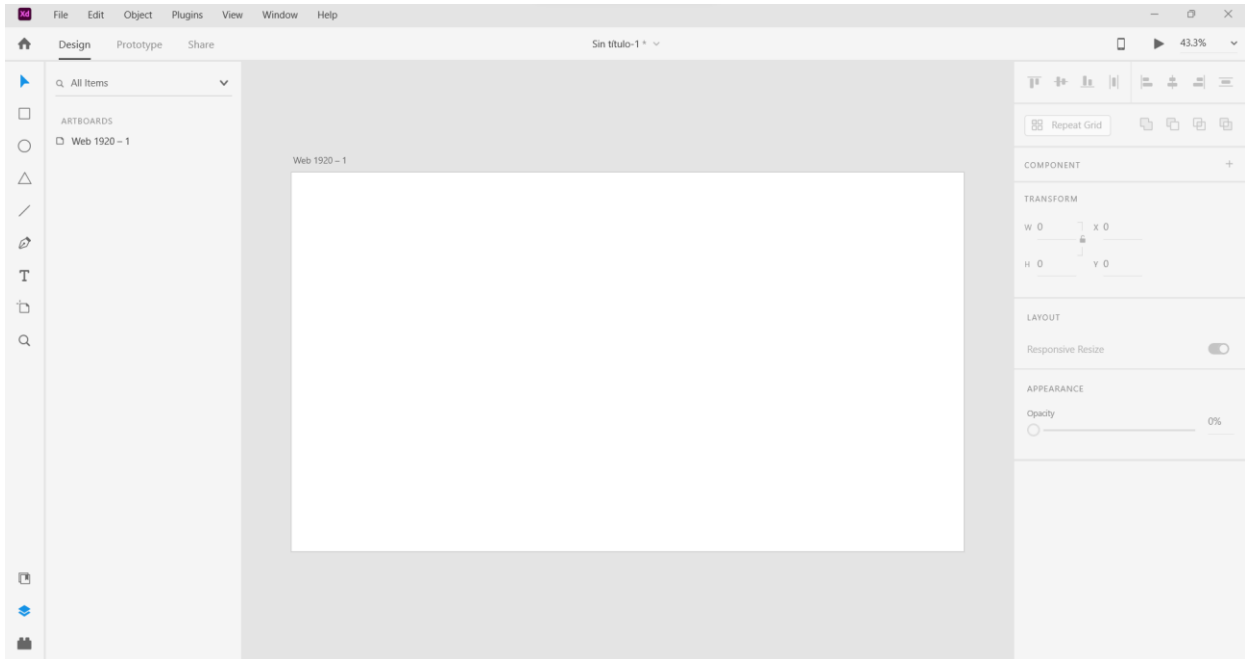 Xd File Edit Object Plugins View Window Help
Design Prototype Share Sin título-1 * 43.3%
All Items
ARTBOARDS
Web 1920 – 1
Web 1920 – 1
Repeat Grid
COMPONENT
TRANSFORM
W 0 X 0
H 0 Y 0
LAYOUT
Responsive Resize
APPEARANCE
Opacity
0%
T